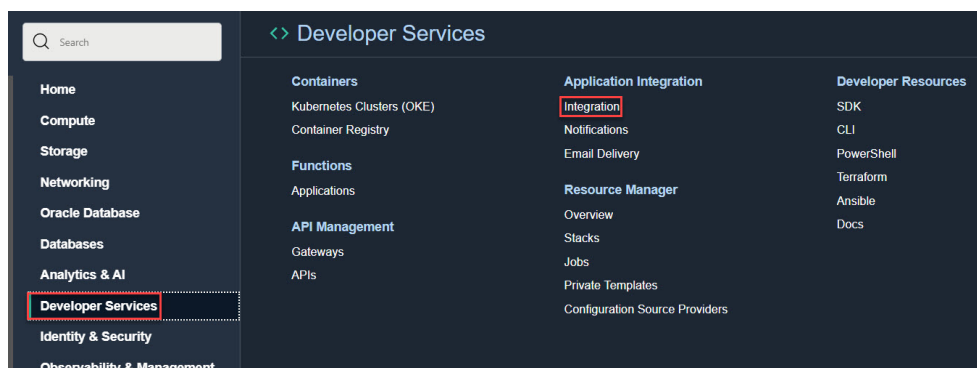 Search
Home
Compute
Storage
Networking
Oracle Database
Databases
Analytics & AI
Developer Services
Identity & Security
Observability & Management
<> Developer Services
Containers
Kubernetes Clusters (OKE)
Container Registry
Functions
Applications
API Management
Gateways
APIs
Application Integration
Integration
Notifications
Email Delivery
Resource Manager
Overview
Stacks
Jobs
Private Templates
Configuration Source Providers
Developer Resources
SDK
CLI
PowerShell
Terraform
Ansible
Docs